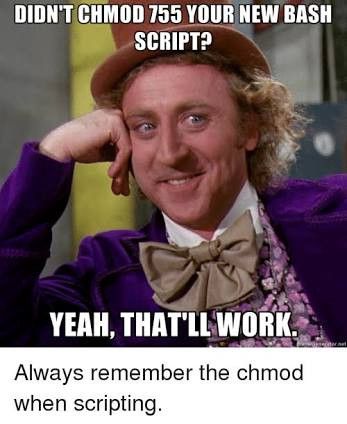 DIDN'T CHMOD 755 YOUR NEW BASH
SCRIPT?
YEAH, THAT'LL WORK.
Always remember the chmod
when scripting.